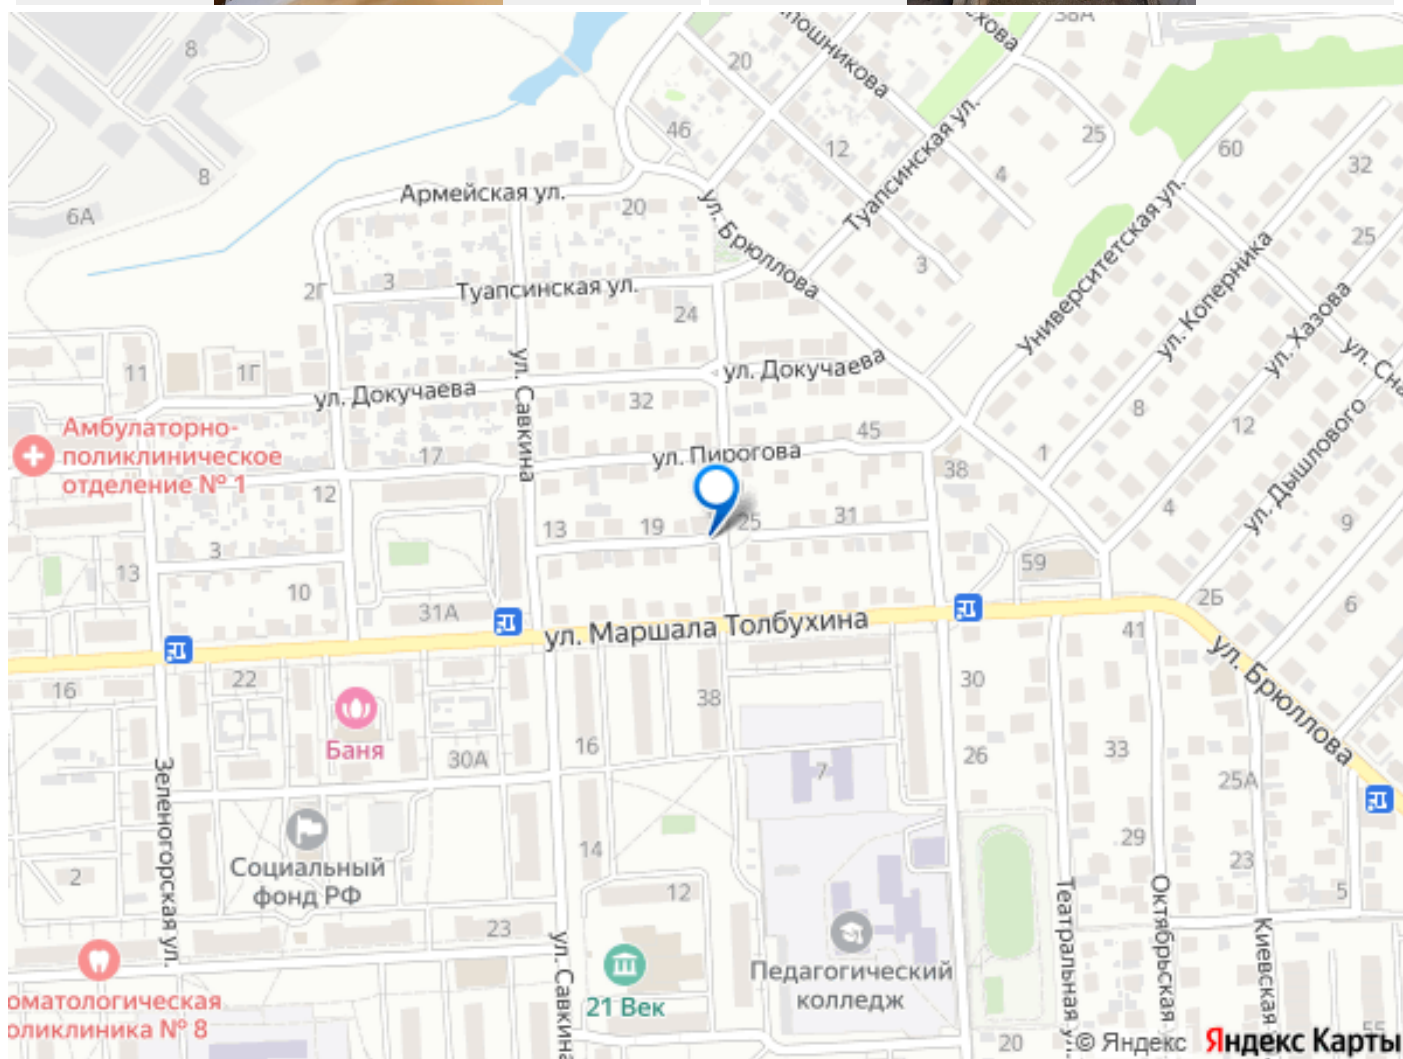 38А
8
20
46
12
25
60
4
32
8
Армейская ул.
20
Туапсинская ул.
6А
ул. Брюллова
Университетская ул.
25
3
3
2Г
Туапсинская ул.
ул. Коперника
24
ул. Хазова
11
1Г
ул. Докучаева
ул. Докучаева
ул. Савкина
32
8
12
Амбулаторно-
поликлиническое
отделение № 1
17
ул. Пирогова
45
38
1
ул. Дышлового
12
13
19
25
31
4
9
3
13
10
59
31А
2Б
6
ул. Маршала Толбухина
41
ул. Брюллова
16
22
38
30
Баня
30А
16
7
26
33
25А
Зеленогорская ул.
Социальный
фонд РФ
14
29
23
2
12
5
23
Театральная у
Октябрьская
Киевская
ул. Савкина
21 Век
Педагогический
колледж
оматологическая
оликлиника № 8
20
55
© Яндекс Яндекс Карты